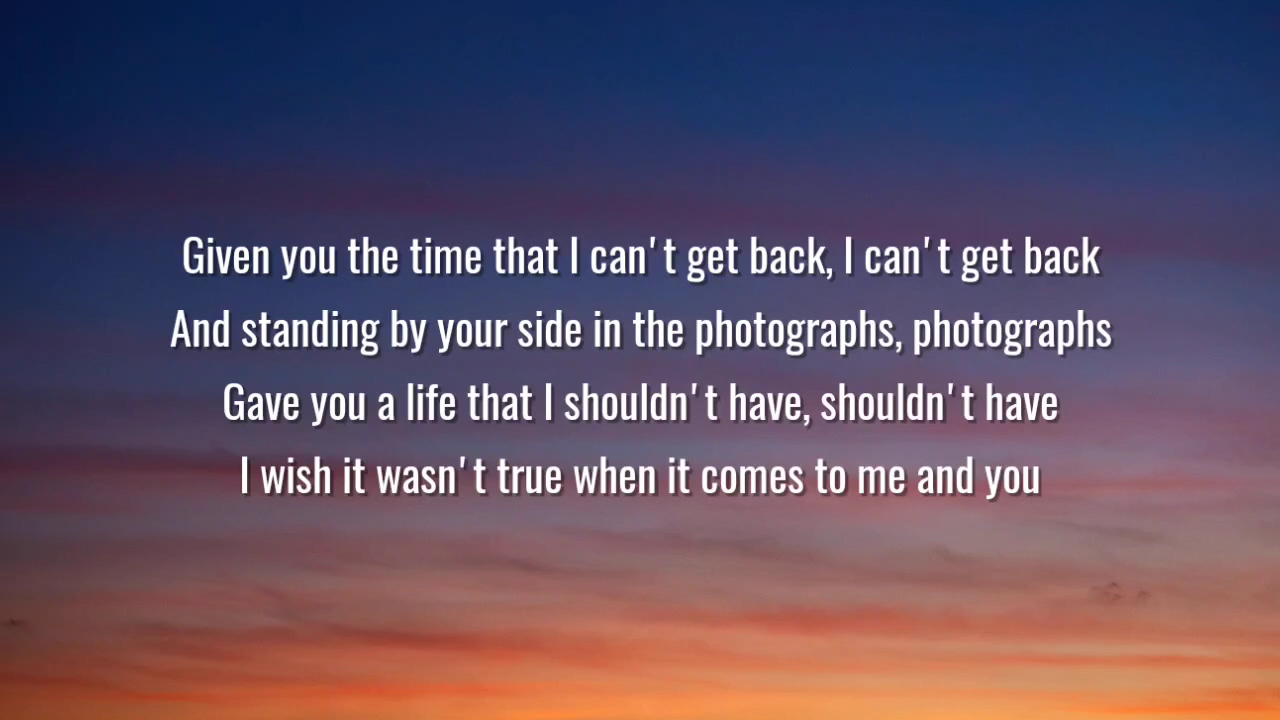 Given you the time that I can't get back, I can't get back
And standing by your side in the photographs, photographs
Gave you a life that I shouldn't have, shouldn't have
I wish it wasn't true when it comes to me and you